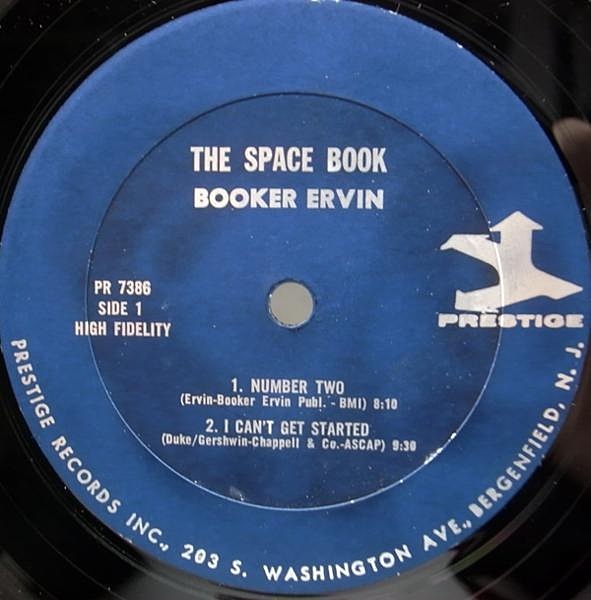 THE SPACE BOOK
BOOKER ERVIN
PR 7386
SIDE 1
HIGH FIDELITY
PRESTIGE
1. NUMBER TWO
(Ervin-Booker Ervin Publ. - BMI) 8:10
2. I CAN'T GET STARTED
(Duke/Gershwin-Chappell & Co.-ASCAP) 9:30
PRESTIGE RECORDS INC., 203 S. WASHINGTON AVE., BERGENFIELD, N. J.